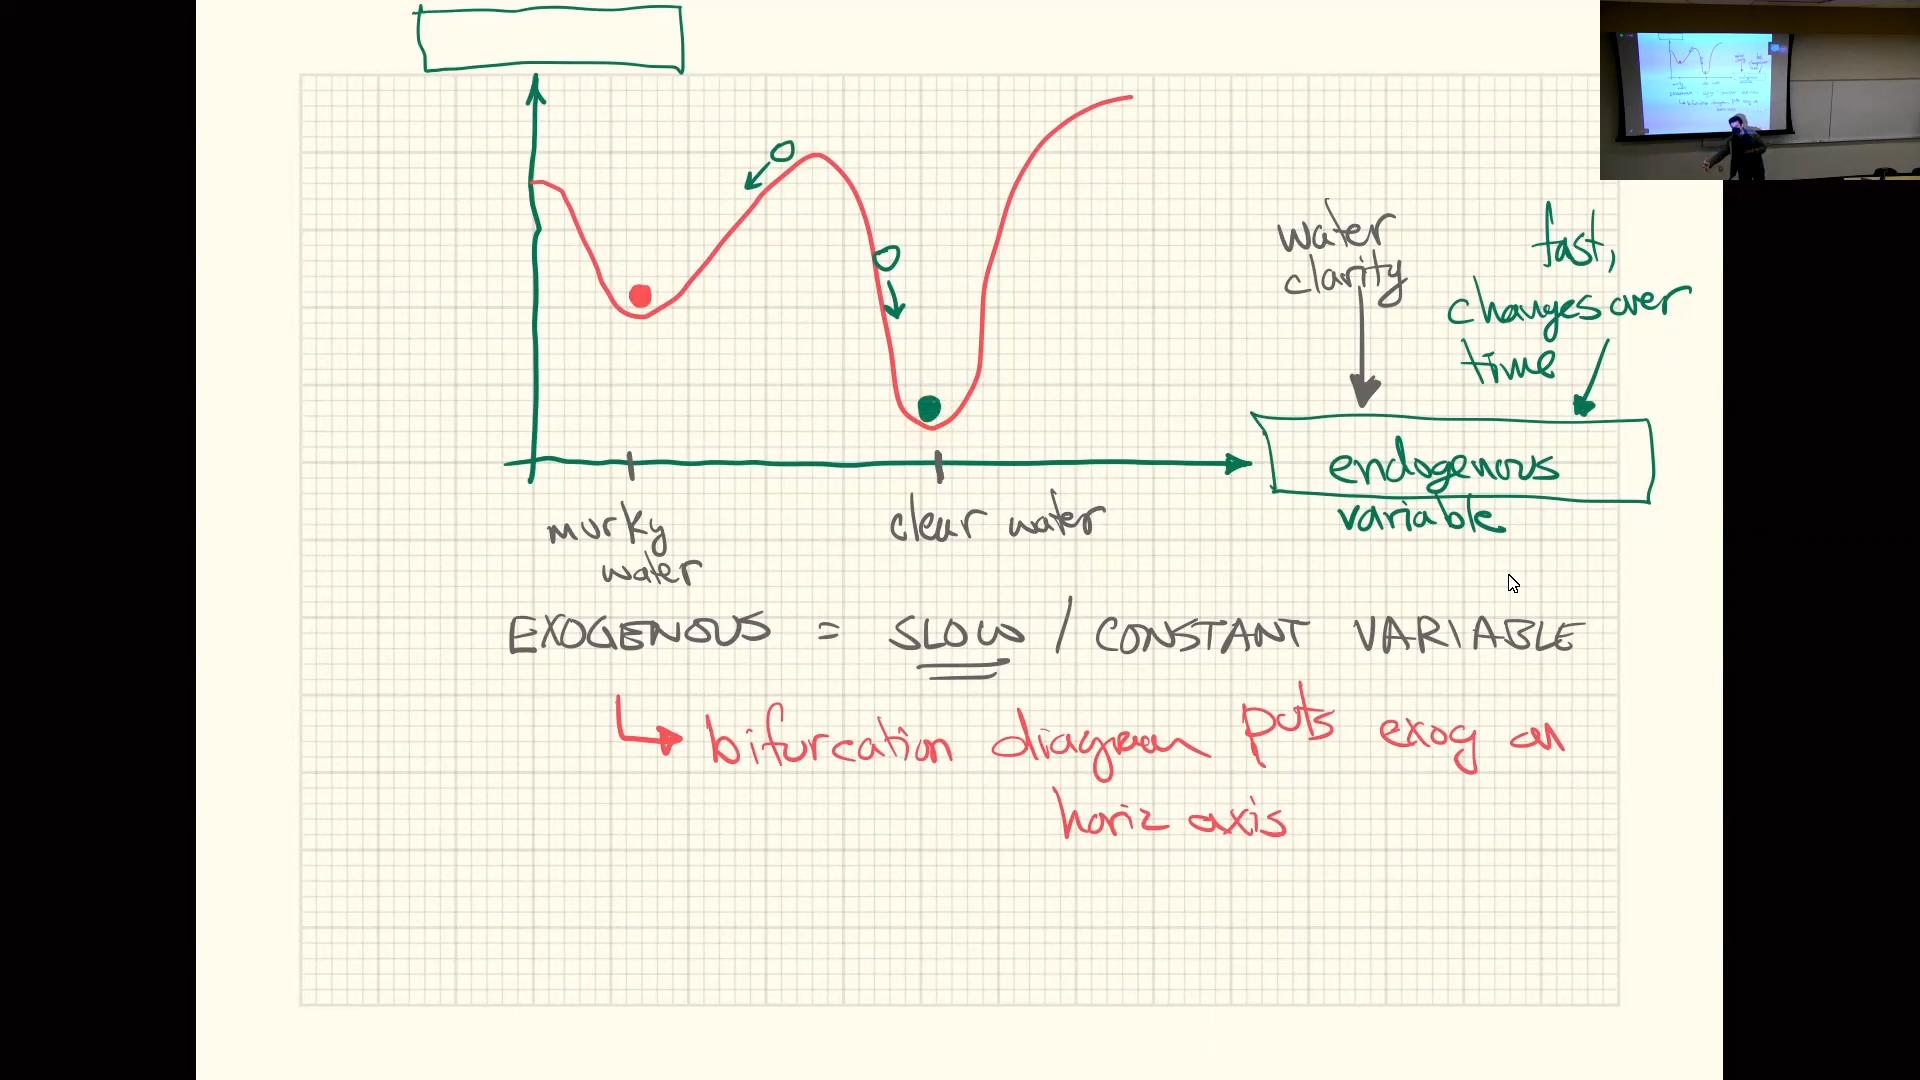 water
clarity
fast,
changes over
time
endogenous
variable
murky
water
clear water
EXOGENOUS = SLOW / CONSTANT VARIABLE
bifurcation diagram puts exog on
horiz axis